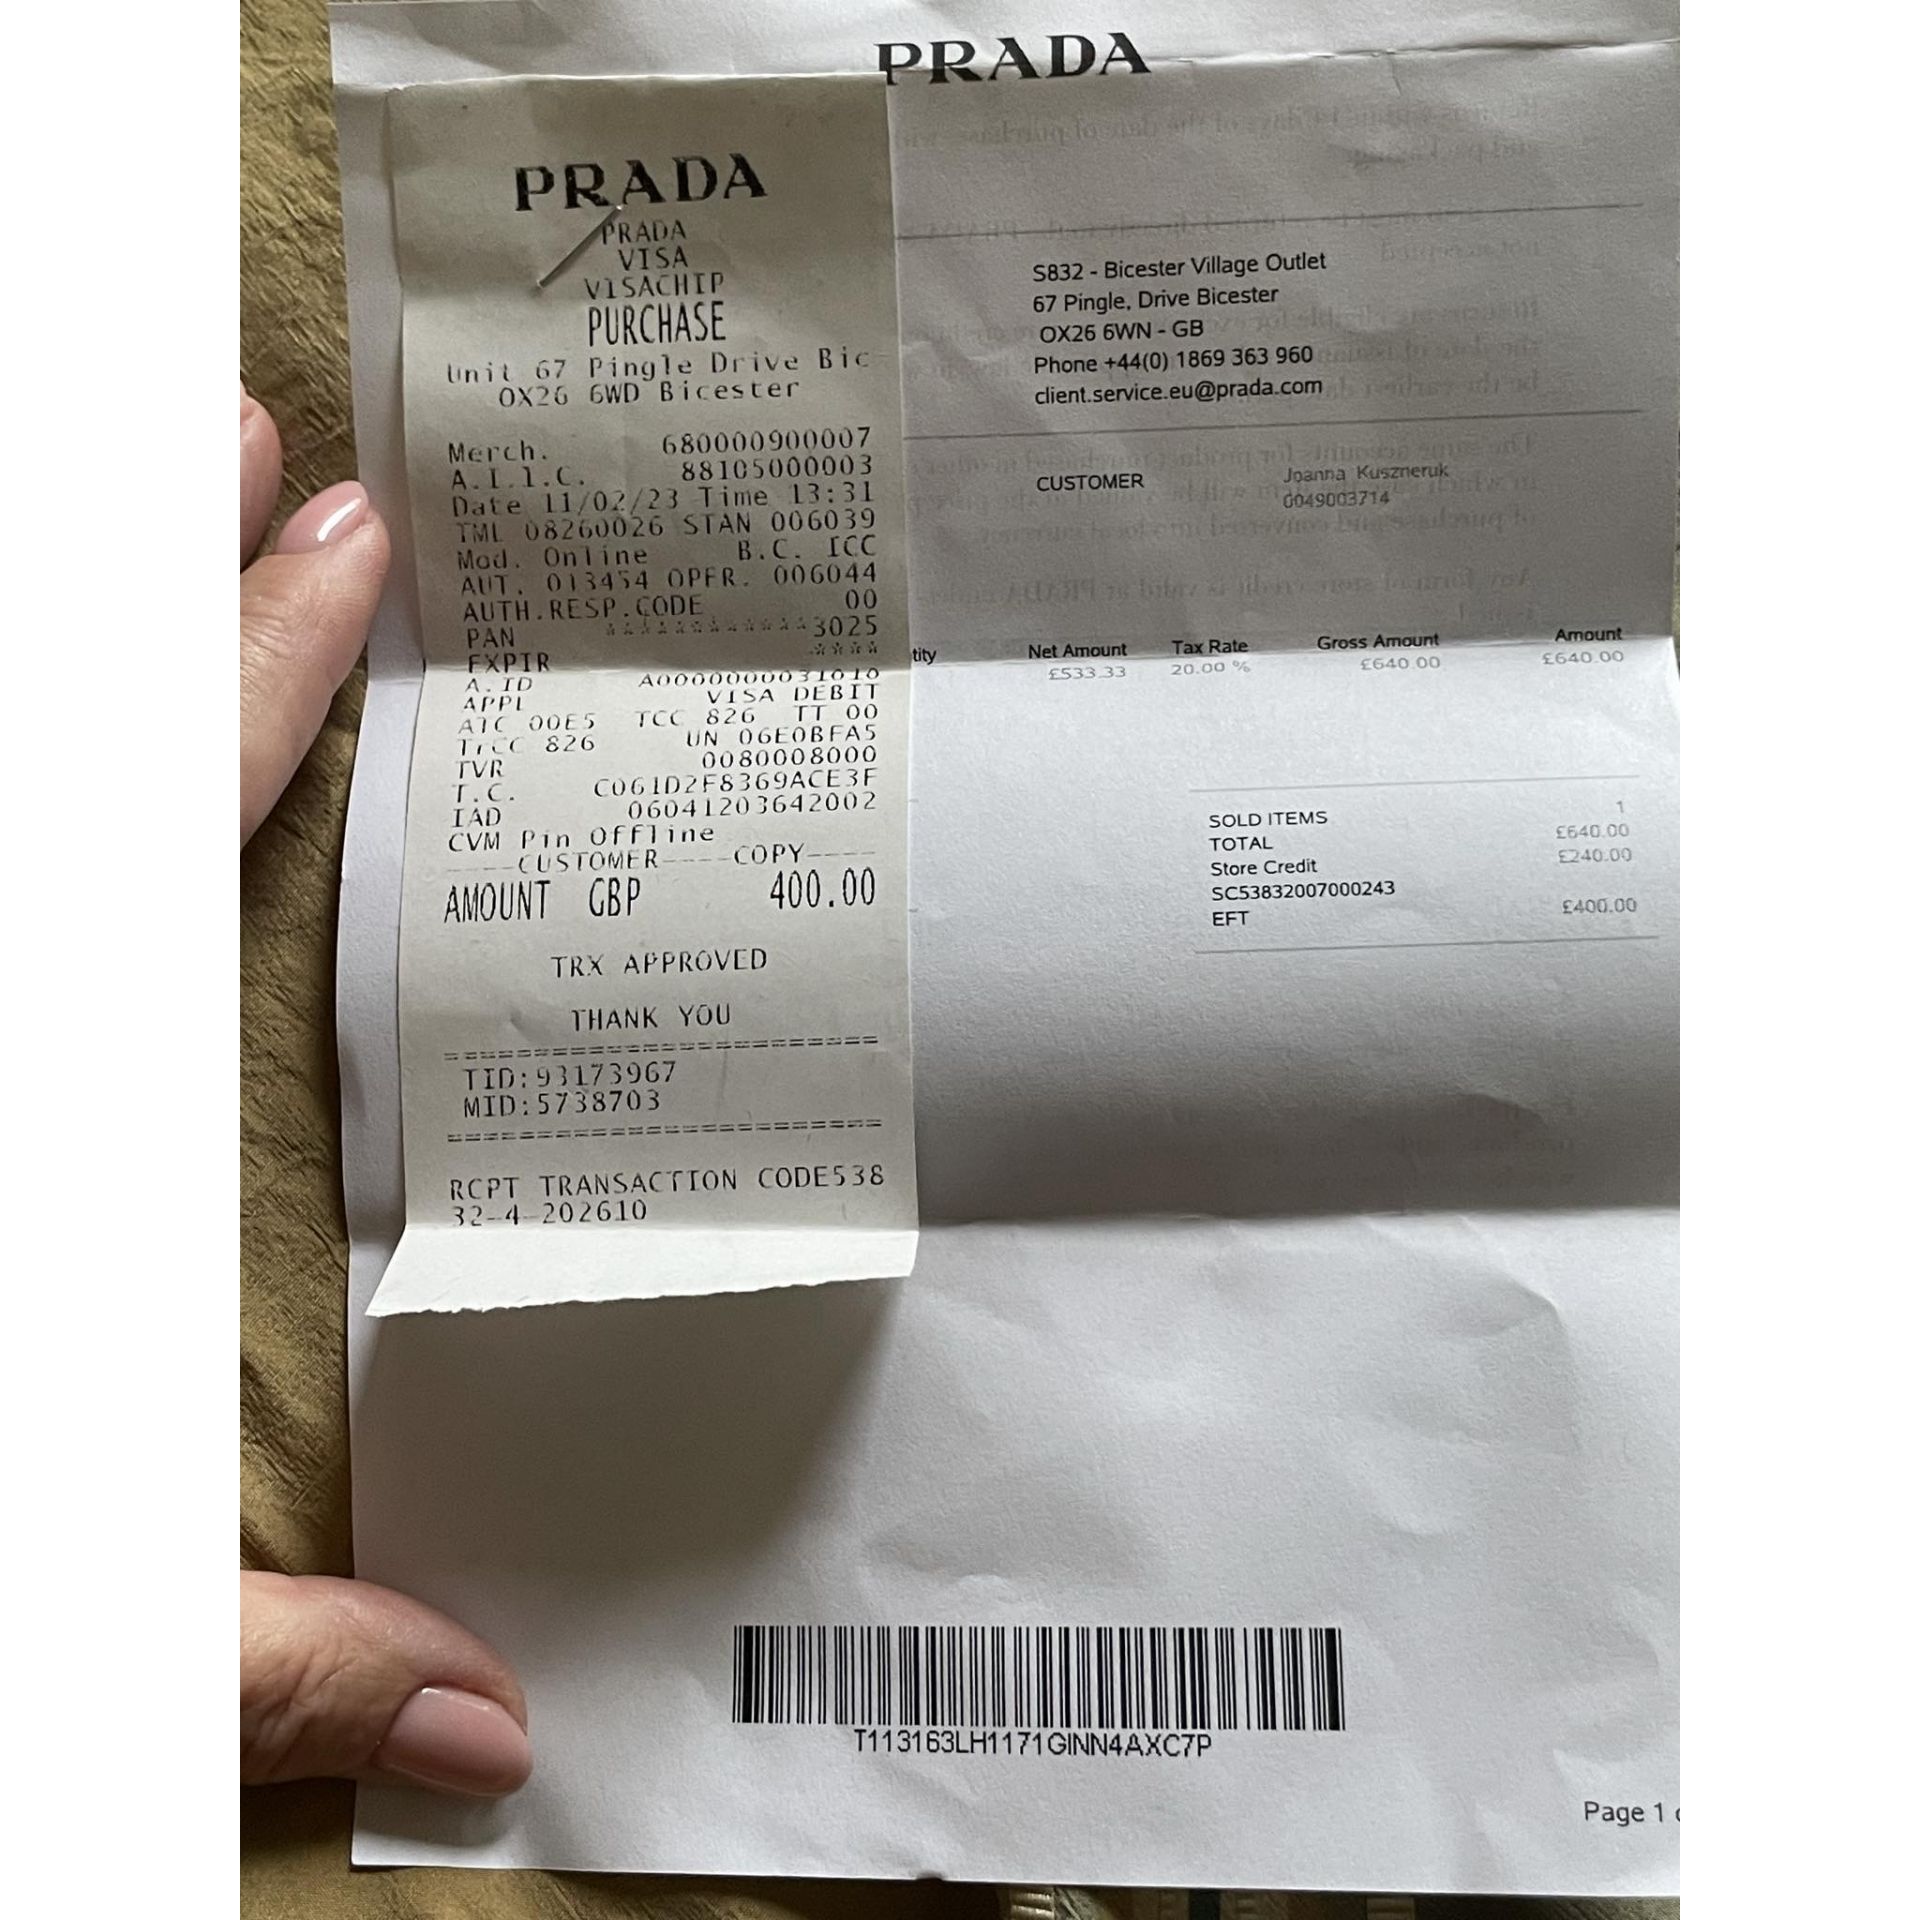 PRADA
PRADA
PRADA
VISA
VISACHIP
PURCHASE
Unit 67 Pingle Drive Bic
OX26 6WD Bicester
Merch. 680000900007
A.I.I.C. 88105000003
Date 11/02/23 Time 13:31
TML 08260026 STAN 006039
Mod. Online B.C. ICC
AUT. 013454 OPER. 006044
AUTH.RESP.CODE 00
PAN ************3025
EXPIR ****
A.ID A0000000031010
APPL VISA DEBIT
ATC 00E5 TCC 826 TT 00
TrCC 826 UN 06E0BFA5
TVR 0080008000
T.C. C061D2F8369ACE3F
IAD 06041203642002
CVM Pin Offline
----CUSTOMER----COPY----
AMOUNT GBP 400.00
TRX APPROVED
THANK YOU
========================
TID:93173967
MID:5738703
========================
RCPT TRANSACTION CODE538
32-4-202610
S832 - Bicester Village Outlet
67 Pingle, Drive Bicester
OX26 6WN - GB
Phone +44(0) 1869 363 960
client.service.eu@prada.com
CUSTOMER Joanna Kuszneruk
0049003714
tity Net Amount Tax Rate Gross Amount Amount
£533.33 20.00 % £640.00 £640.00
SOLD ITEMS 1
TOTAL £640.00
Store Credit £240.00
SC53832007000243
EFT £400.00
T113163LH1171GINN4AXC7P
Page 1